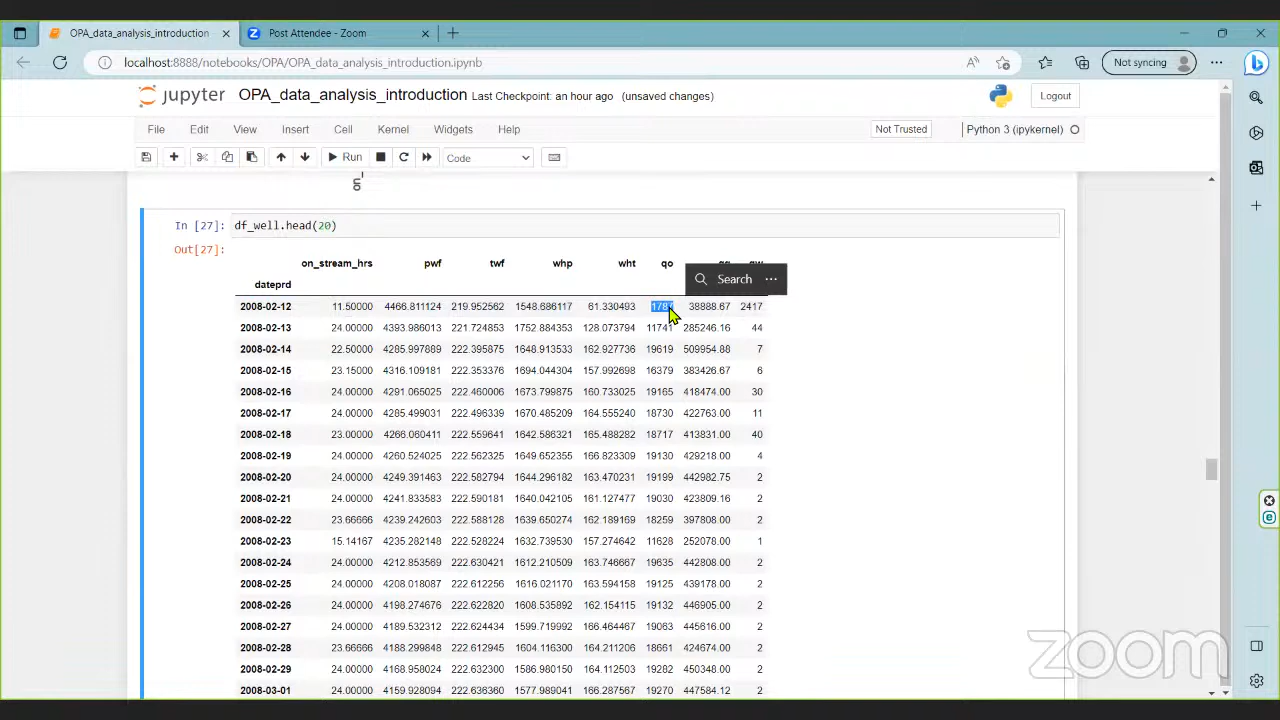 OPA_data_analysis_introduction
Post Attendee - Zoom
localhost:8888/notebooks/OPA/OPA_data_analysis_introduction.ipynb
Not syncing
jupyter OPA_data_analysis_introduction Last Checkpoint: an hour ago (unsaved changes)
Logout
File Edit View Insert Cell Kernel Widgets Help
Not Trusted Python 3 (ipykernel)
Run Code
on_
In [27]: df_well.head(20)
Out[27]:
on_stream_hrs pwf twf whp wht qo
Search
dateprd
2008-02-12 11.50000 4466.811124 219.952562 1548.686117 61.330493 1787 38888.67 2417
2008-02-13 24.00000 4393.986013 221.724853 1752.884353 128.073794 11741 285246.16 44
2008-02-14 22.50000 4285.997889 222.395875 1648.913533 162.927736 19619 509954.88 7
2008-02-15 23.15000 4316.109181 222.353376 1694.044304 157.992698 16379 383426.67 6
2008-02-16 24.00000 4291.065025 222.460006 1673.799875 160.733025 19165 418474.00 30
2008-02-17 24.00000 4285.499031 222.496339 1670.485209 164.555240 18730 422763.00 11
2008-02-18 23.00000 4266.060411 222.559641 1642.586321 165.488282 18717 413831.00 40
2008-02-19 24.00000 4260.524025 222.562325 1649.652355 166.823309 19130 429218.00 4
2008-02-20 24.00000 4249.391463 222.582794 1644.296182 163.470231 19199 442982.75 2
2008-02-21 24.00000 4241.833583 222.590181 1640.042105 161.127477 19030 423809.16 2
2008-02-22 23.66666 4239.242603 222.588128 1639.650274 162.189169 18259 397808.00 2
2008-02-23 15.14167 4235.282148 222.528224 1632.739530 157.274642 11628 252078.00 1
2008-02-24 24.00000 4212.853569 222.630421 1612.210509 163.746667 19635 442808.00 2
2008-02-25 24.00000 4208.018087 222.612256 1616.021170 163.594158 19125 439178.00 2
2008-02-26 24.00000 4198.274676 222.622820 1608.535892 162.154115 19132 446905.00 2
2008-02-27 24.00000 4189.532312 222.624434 1599.719992 166.464467 19063 445616.00 2
2008-02-28 23.66666 4188.299848 222.612945 1604.116300 164.211206 18661 424674.00 2
2008-02-29 24.00000 4168.958024 222.632300 1586.980150 164.112503 19282 450348.00 2
2008-03-01 24.00000 4159.928094 222.636360 1577.989041 166.287567 19270 447584.12 2
zoom